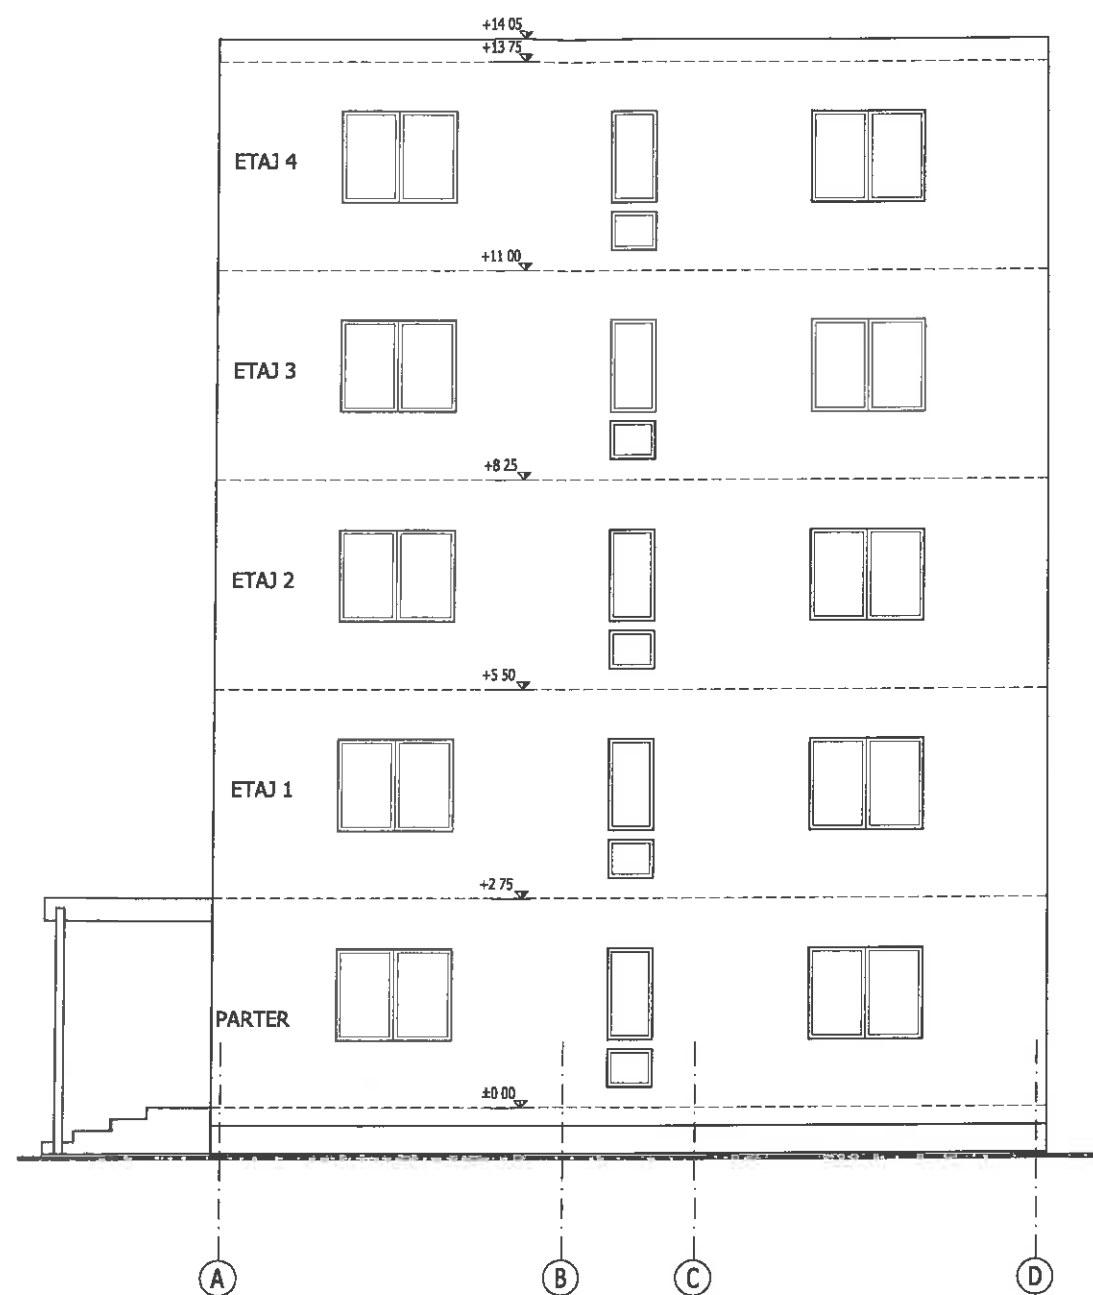 +14 05
+13 75
ETAJ 4
+11 00
ETAJ 3
+8 25
ETAJ 2
+5 50
ETAJ 1
+2 75
PARTER
±0 00
A B C D